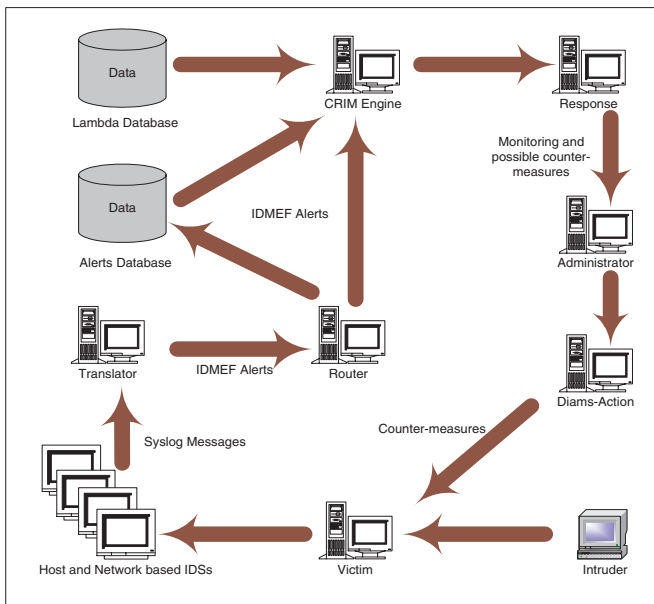 Data
Lambda Database
CRIM Engine
Response
Monitoring and
possible counter-
measures
Data
Alerts Database
IDMEF Alerts
Administrator
Translator
IDMEF Alerts
Router
Diams-Action
Syslog Messages
Counter-measures
Host and Network based IDSs
Victim
Intruder